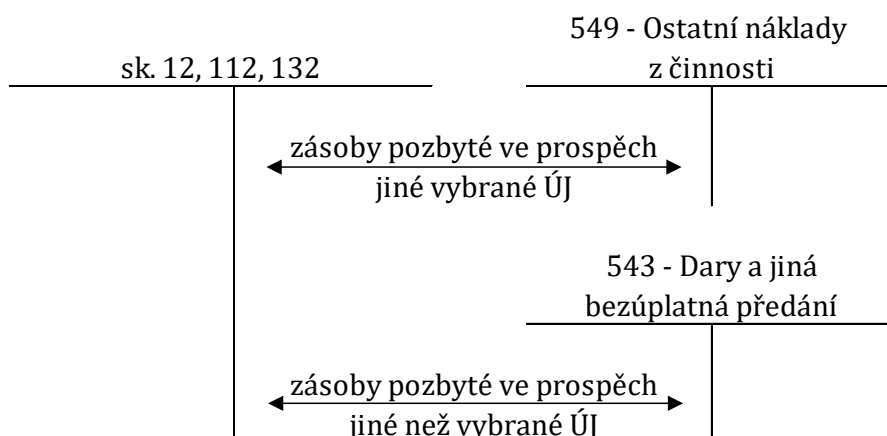 549 - Ostatní náklady
z činnosti
sk. 12, 112, 132
zásoby pozbyté ve prospěch
jiné vybrané ÚJ
543 - Dary a jiná
bezúplatná předání
zásoby pozbyté ve prospěch
jiné než vybrané ÚJ